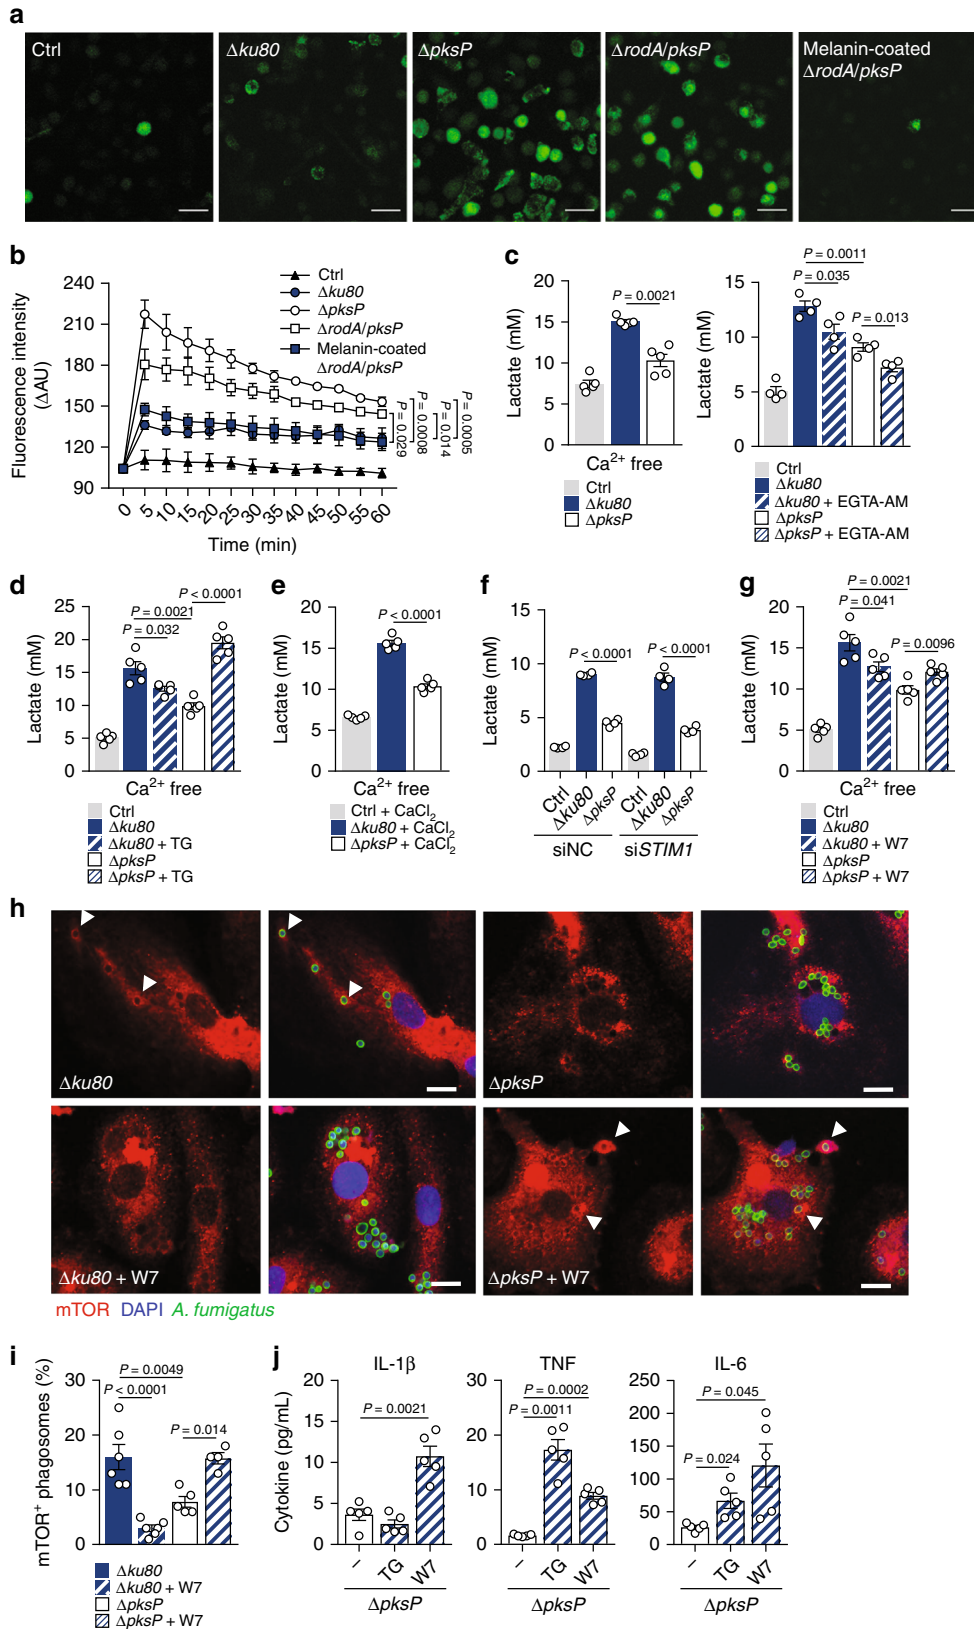 a
Ctrl
Δku80
ΔpksP
ΔrodA/pksP
Melanin-coated
ΔrodA/pksP
b
Fluorescence intensity
(ΔAU)
240
210
180
150
120
90
0 5 10 15 20 25 30 35 40 45 50 55 60
Time (min)
Ctrl
Δku80
ΔpksP
ΔrodA/pksP
Melanin-coated
ΔrodA/pksP
P = 0.029
P = 0.0008
P = 0.014
P = 0.0005
c
Lactate (mM)
20
15
10
5
0
P = 0.0021
Ca2+ free
Ctrl
Δku80
ΔpksP
Lactate (mM)
15
10
5
0
P = 0.0011
P = 0.035
P = 0.013
Ctrl
Δku80
Δku80 + EGTA-AM
ΔpksP
ΔpksP + EGTA-AM
d
Lactate (mM)
25
20
15
10
5
0
P < 0.0001
P = 0.0021
P = 0.032
Ca2+ free
Ctrl
Δku80
Δku80 + TG
ΔpksP
ΔpksP + TG
e
Lactate (mM)
20
15
10
5
0
P < 0.0001
Ca2+ free
Ctrl + CaCl2
Δku80 + CaCl2
ΔpksP + CaCl2
f
Lactate (mM)
15
10
5
0
P < 0.0001
P < 0.0001
Ctrl Δku80 ΔpksP Ctrl Δku80 ΔpksP
siNC siSTIM1
g
Lactate (mM)
20
15
10
5
0
P = 0.0021
P = 0.041
P = 0.0096
Ca2+ free
Ctrl
Δku80
Δku80 + W7
ΔpksP
ΔpksP + W7
h
Δku80
ΔpksP
Δku80 + W7
ΔpksP + W7
mTOR DAPI A. fumigatus
i
mTOR+ phagosomes (%)
30
20
10
0
P = 0.0049
P < 0.0001
P = 0.014
Δku80
Δku80 + W7
ΔpksP
ΔpksP + W7
j
Cytokine (pg/mL)
IL-1β
20
15
10
5
0
P = 0.0021
– TG W7
ΔpksP
TNF
30
20
10
0
P = 0.0002
P = 0.0011
– TG W7
ΔpksP
IL-6
250
200
150
100
50
0
P = 0.045
P = 0.024
– TG W7
ΔpksP